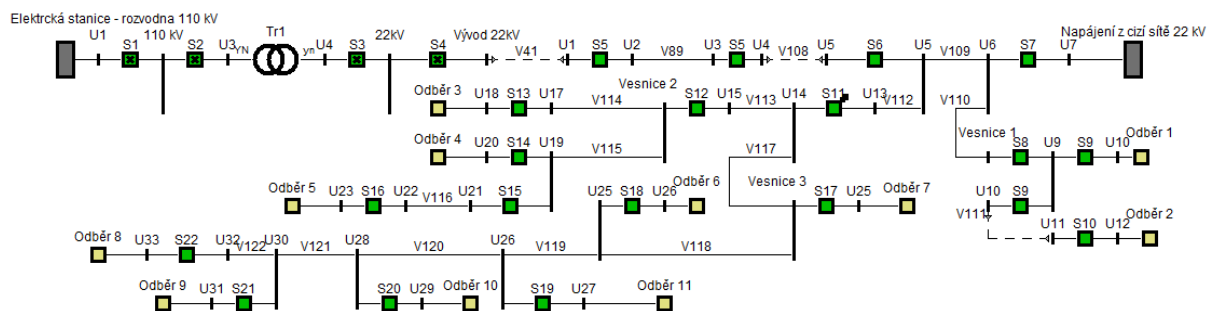 Elektrcká stanice - rozvodna 110 kV
Tr1
Napájení z cizí sítě 22 kV
U1 S1 110 kV S2 U3 YN yn U4 S3 22kV S4 Vývod 22kV V41 U1 S5 U2 V89 U3 S5 U4 V108 U5 S6 U5 V109 U6 S7 U7
Odběr 3 U18 S13 U17 V114 Vesnice 2 S12 U15 V113 U14 S11 U13 V112 V110
Odběr 4 U20 S14 U19 V115 V117 Vesnice 1 S8 U9 S9 U10 Odběr 1
Odběr 5 U23 S16 U22 V116 U21 S15 U25 S18 U26 Odběr 6 Vesnice 3 S17 U25 Odběr 7 U10 S9
V111 U11 S10 U12 Odběr 2
Odběr 8 U33 S22 U32 V122 U30 V121 U28 V120 U26 V119 V118
Odběr 9 U31 S21 S20 U29 Odběr 10 S19 U27 Odběr 11